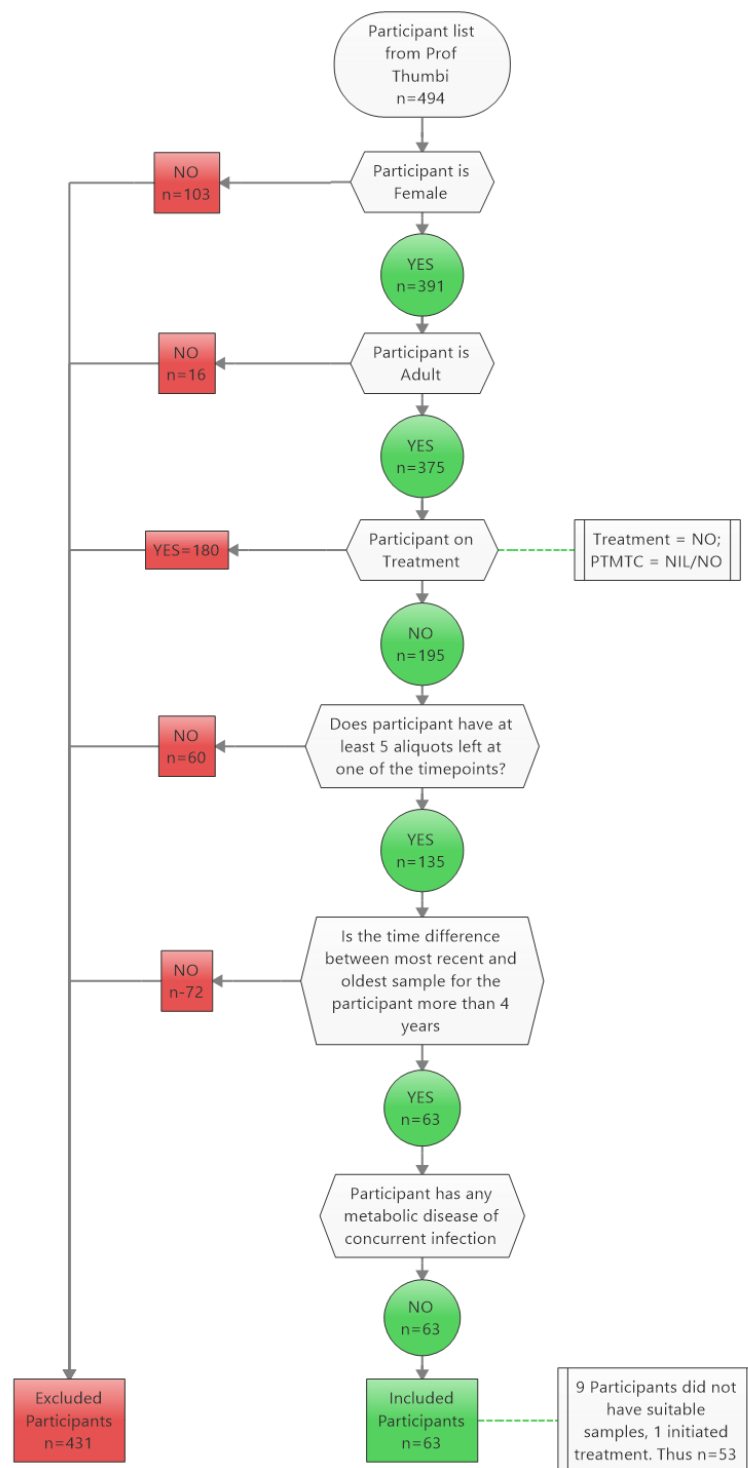 Participant list
from Prof
Thumbi
n=494
Participant is
Female
NO
n=103
YES
n=391
Participant is
Adult
NO
n=16
YES
n=375
Participant on
Treatment
YES=180
Treatment = NO;
PTMTC = NIL/NO
NO
n=195
Does participant have at
least 5 aliquots left at
one of the timepoints?
NO
n=60
YES
n=135
Is the time difference
between most recent and
oldest sample for the
participant more than 4
years
NO
n-72
YES
n=63
Participant has any
metabolic disease of
concurrent infection
NO
n=63
Excluded
Participants
n=431
Included
Participants
n=63
9 Participants did not
have suitable
samples, 1 initiated
treatment. Thus n=53